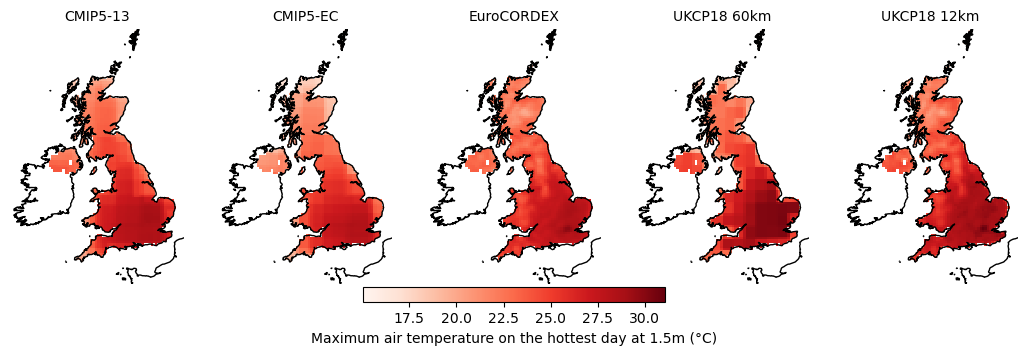 CMIP5-13 CMIP5-EC EuroCORDEX UKCP18 60km UKCP18 12km
17.5 20.0 22.5 25.0 27.5 30.0
Maximum air temperature on the hottest day at 1.5m (°C)